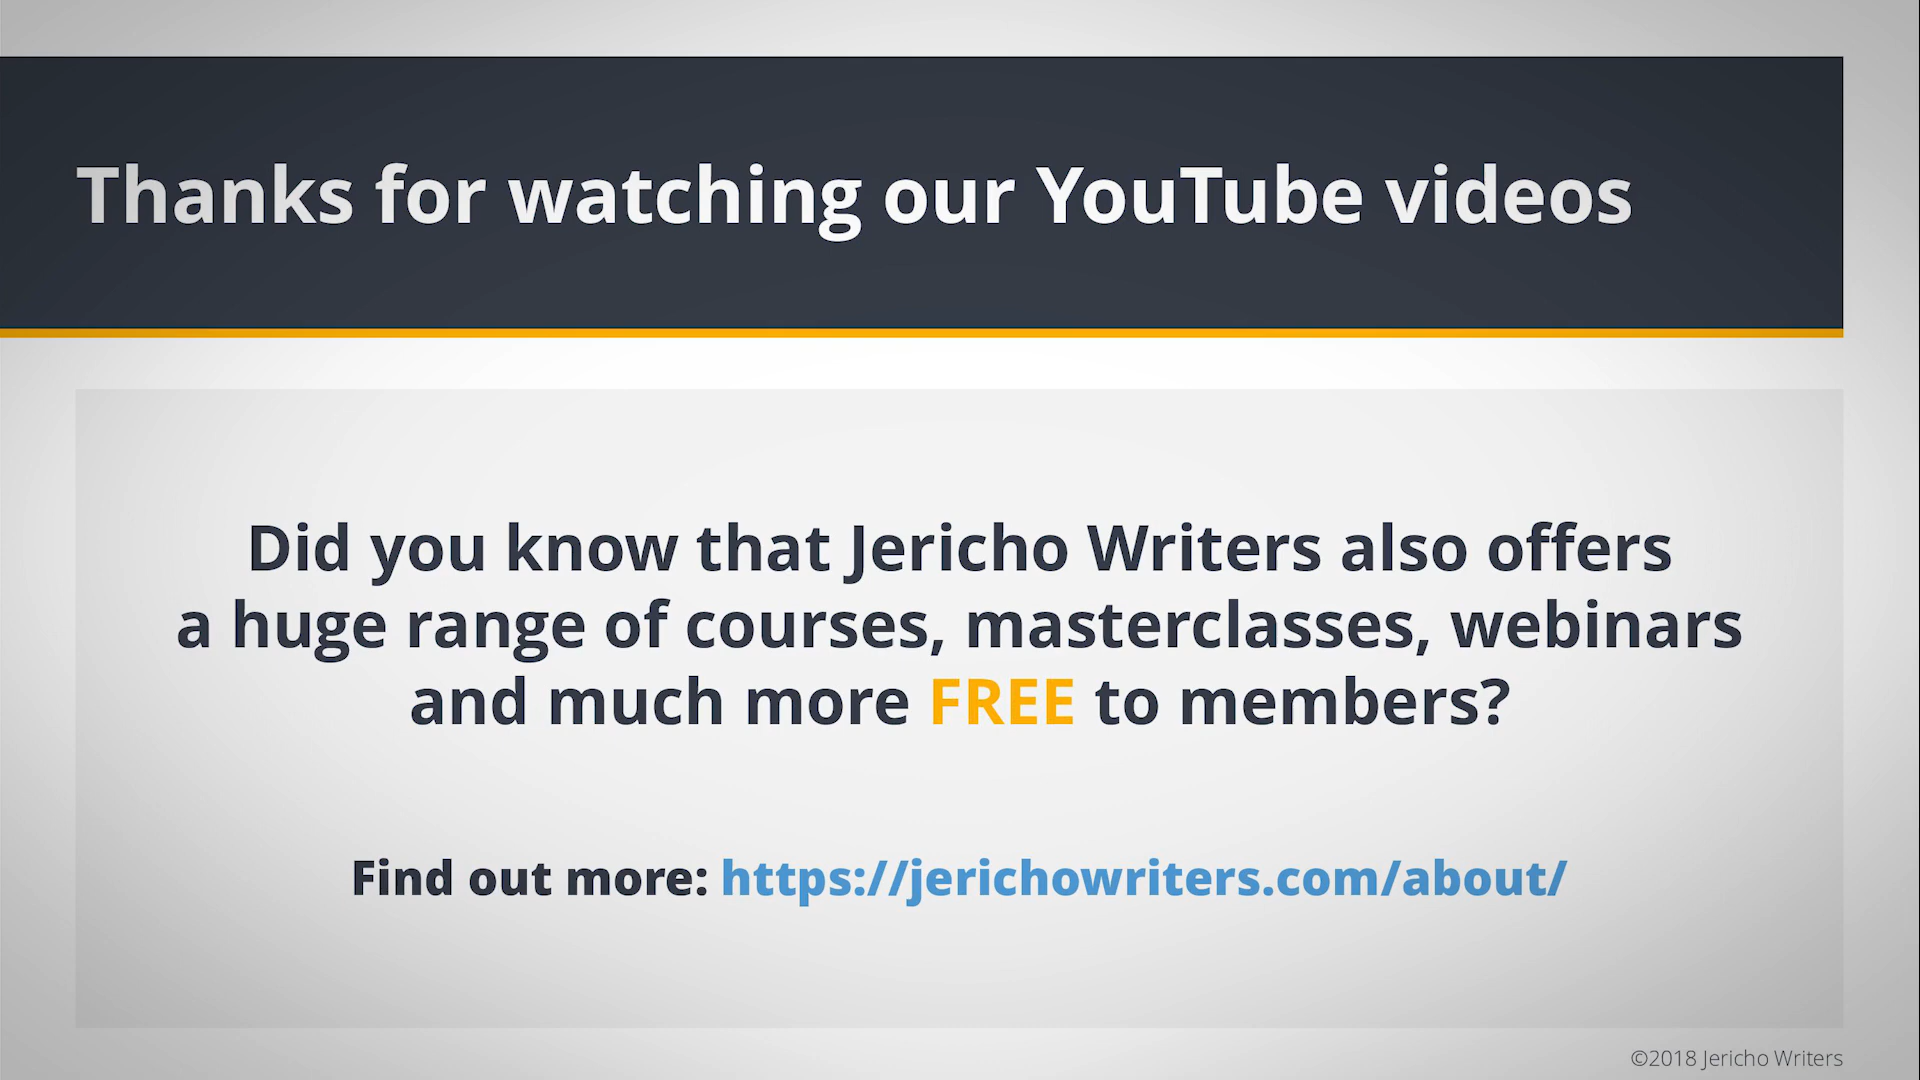 Thanks for watching our YouTube videos
Did you know that Jericho Writers also offers
a huge range of courses, masterclasses, webinars
and much more FREE to members?
Find out more: https://jerichowriters.com/about/
©2018 Jericho Writers